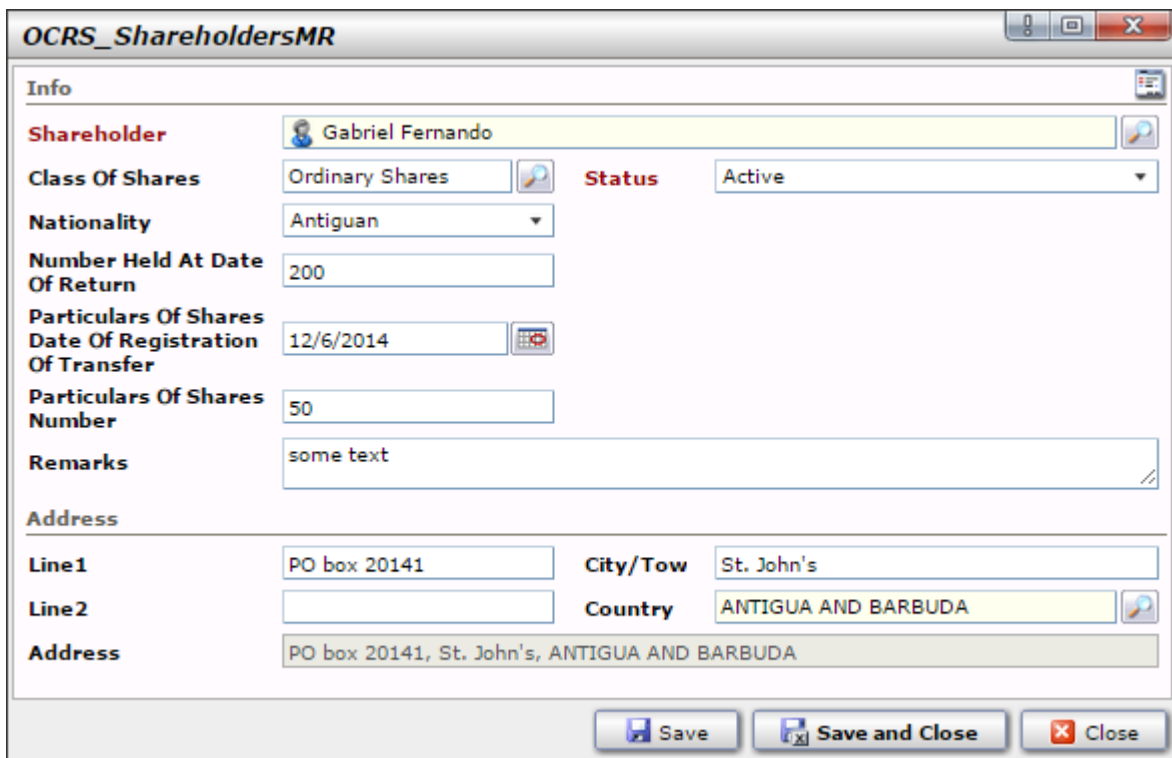 OCRS_ShareholdersMR
Info
Shareholder Gabriel Fernando
Class Of Shares Ordinary Shares Status Active
Nationality Antiguan
Number Held At Date
Of Return 200
Particulars Of Shares
Date Of Registration 12/6/2014
Of Transfer
Particulars Of Shares
Number 50
Remarks some text
Address
Line1 PO box 20141 City/Tow St. John's
Line2 Country ANTIGUA AND BARBUDA
Address PO box 20141, St. John's, ANTIGUA AND BARBUDA
Save Save and Close Close